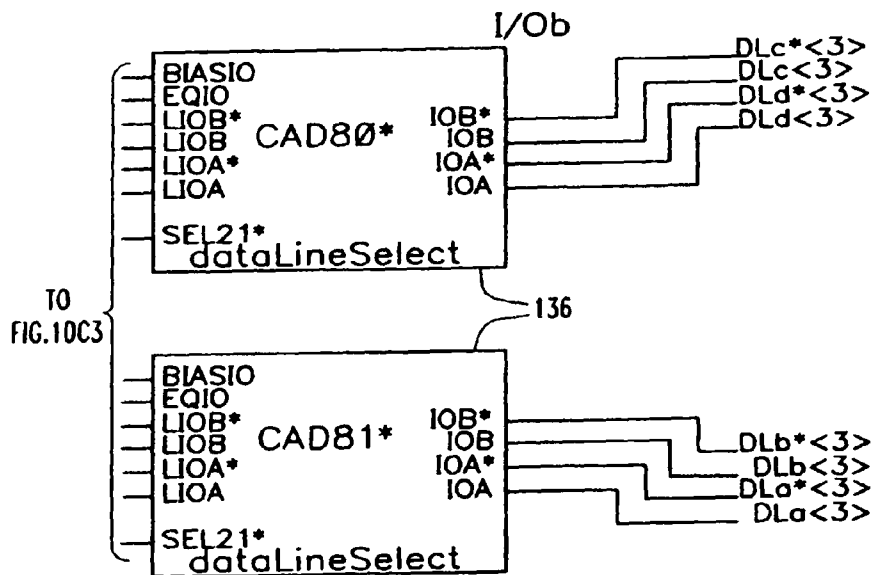 I/Ob
BIASIO
EQIO
LIOB*
LIOB
LIOA*
LIOA
SEL21*
CAD80*
dataLineSelect
IOB*
IOB
IOA*
IOA
DLc*<3>
DLc<3>
DLd*<3>
DLd<3>
TO
FIG.10C3
136
BIASIO
EQIO
LIOB*
LIOB
LIOA*
LIOA
SEL21*
CAD81*
dataLineSelect
IOB*
IOB
IOA*
IOA
DLb*<3>
DLb<3>
DLa*<3>
DLa<3>